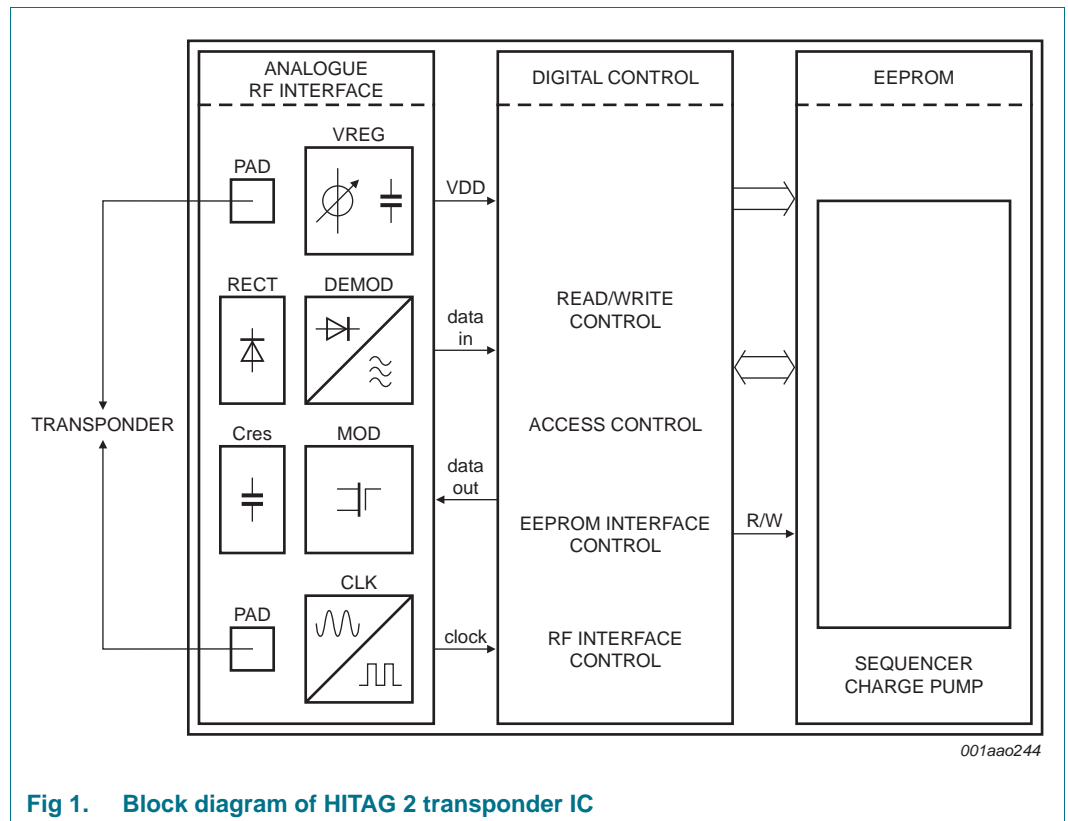 ANALOGUE
RF INTERFACE
DIGITAL CONTROL
EEPROM
VREG
PAD
VDD
RECT
DEMOD
data
in
READ/WRITE
CONTROL
TRANSPONDER
Cres
MOD
data
out
ACCESS CONTROL
EEPROM INTERFACE
CONTROL
R/W
CLK
PAD
clock
RF INTERFACE
CONTROL
SEQUENCER
CHARGE PUMP
001aao244
Fig 1. Block diagram of HITAG 2 transponder IC